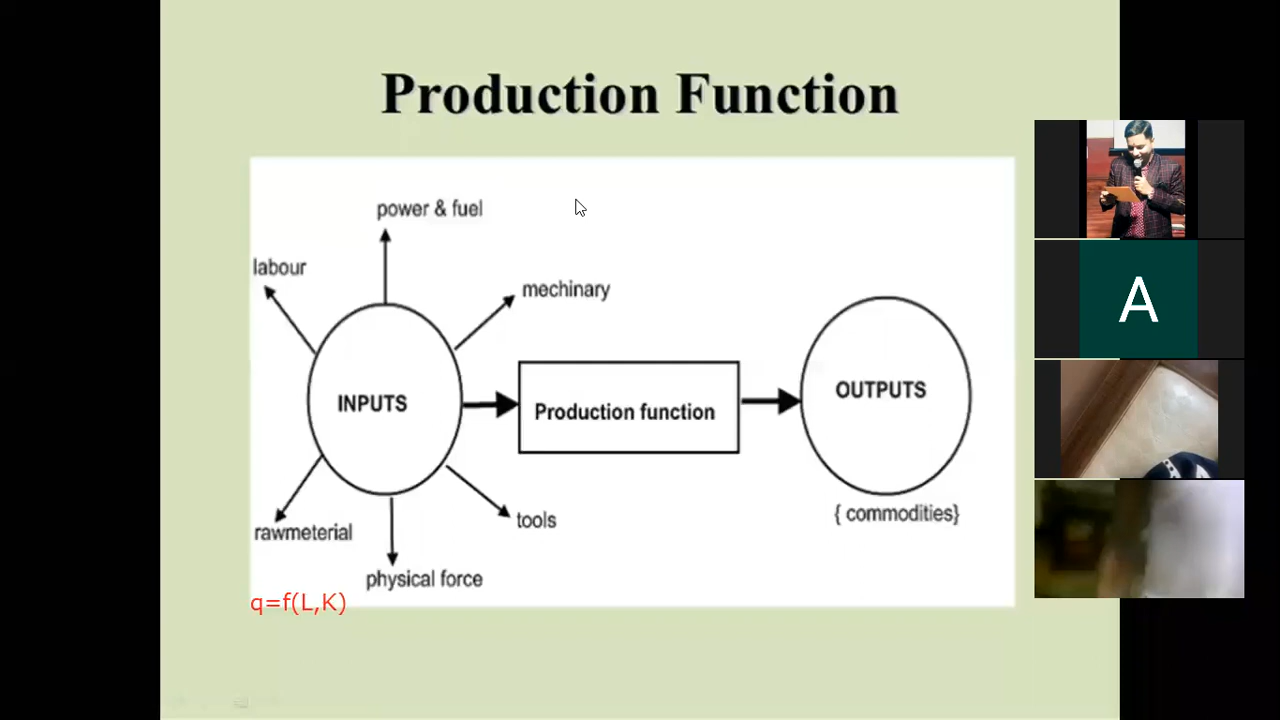 Production Function
power & fuel
labour
mechinary
INPUTS
Production function
OUTPUTS
{ commodities}
tools
rawmeterial
physical force
q=f(L,K)
A